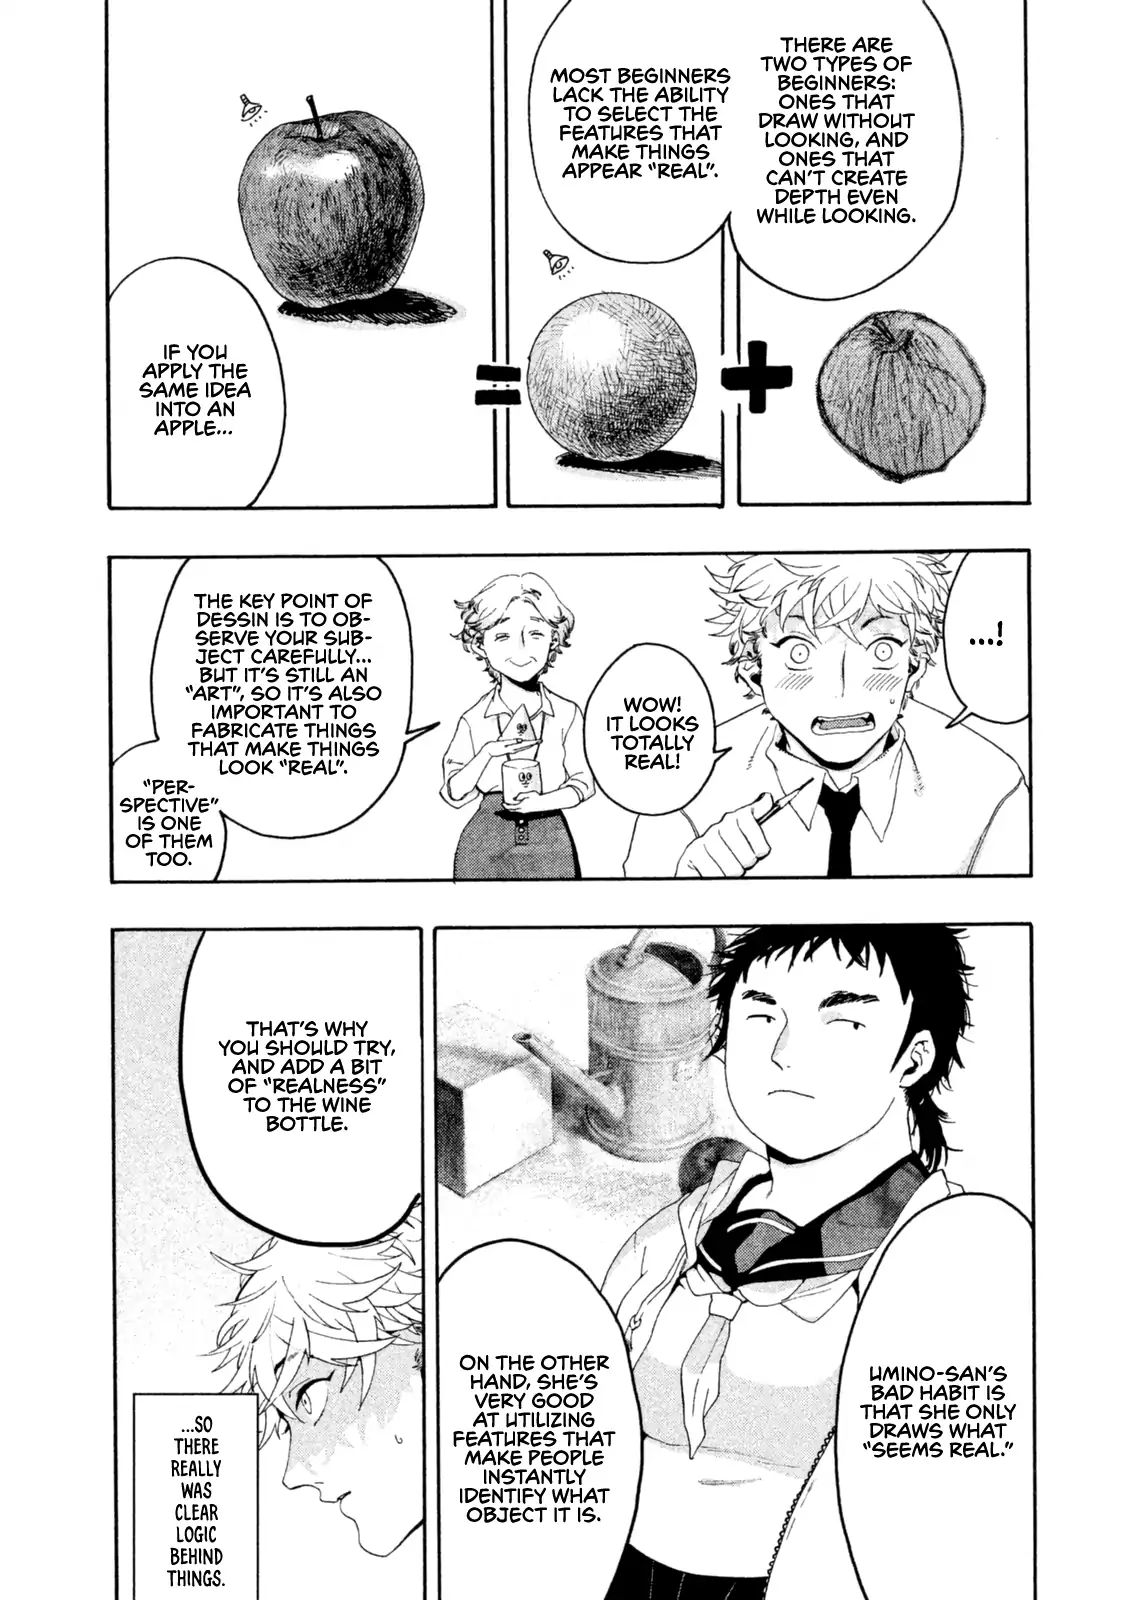 THERE ARE
TWO TYPES OF
BEGINNERS:
ONES THAT
DRAW WITHOUT
LOOKING, AND
ONES THAT
CAN'T CREATE
DEPTH EVEN
WHILE LOOKING.
MOST BEGINNERS
LACK THE ABILITY
TO SELECT THE
FEATURES THAT
MAKE THINGS
APPEAR "REAL".
IF YOU
APPLY THE
SAME IDEA
INTO AN
APPLE...
...!
WOW!
IT LOOKS
TOTALLY
REAL!
THE KEY POINT OF
DESSIN IS TO OB-
SERVE YOUR SUB-
JECT CAREFULLY...
BUT IT'S STILL AN
"ART", SO IT'S ALSO
IMPORTANT TO
FABRICATE THINGS
THAT MAKE THINGS
LOOK "REAL".
"PER-
SPECTIVE"
IS ONE
OF THEM
TOO.
UMINO-SAN'S
BAD HABIT IS
THAT SHE ONLY
DRAWS WHAT
"SEEMS REAL."
ON THE OTHER
HAND, SHE'S
VERY GOOD
AT UTILIZING
FEATURES THAT
MAKE PEOPLE
INSTANTLY
IDENTIFY WHAT
OBJECT IT IS.
THAT'S WHY
YOU SHOULD TRY,
AND ADD A BIT
OF "REALNESS"
TO THE WINE
BOTTLE.
...SO
THERE
REALLY
WAS
CLEAR
LOGIC
BEHIND
THINGS.